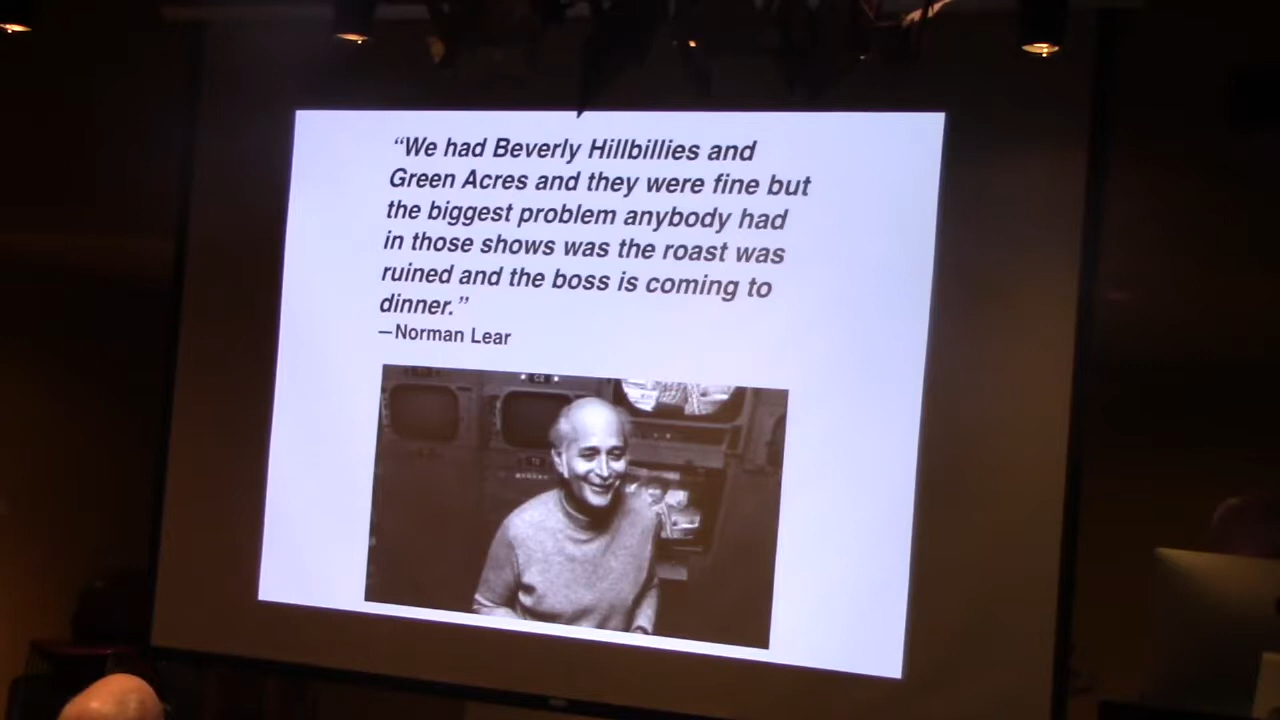 “We had Beverly Hillbillies and
Green Acres and they were fine but
the biggest problem anybody had
in those shows was the roast was
ruined and the boss is coming to
dinner.”
—Norman Lear